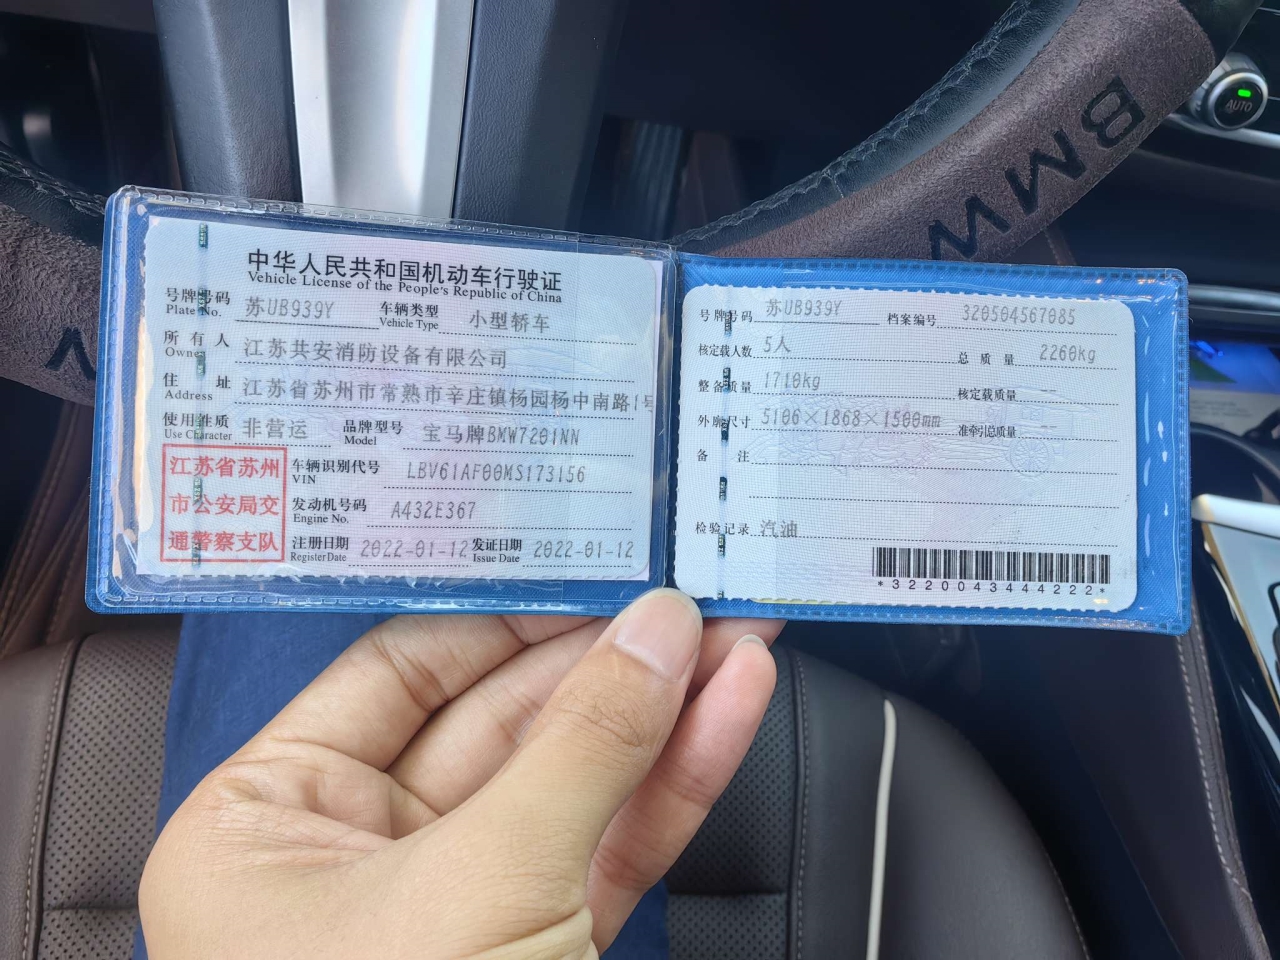 BMW
AUTO
中华人民共和国机动车行驶证
Vehicle License of the People's Republic of China
号牌号码 苏UB939Y 车辆类型 小型轿车
Plate No. Vehicle Type
所有人 江苏共安消防设备有限公司
Owner
住址 江苏省苏州市常熟市辛庄镇杨园杨中南路1号
Address
使用性质 非营运 品牌型号 宝马牌BMW7201NN
Use Character Model
江苏省苏州
市公安局交
通警察支队
车辆识别代号 LBV61AF00MS173156
VIN
发动机号码 A432E367
Engine No.
注册日期 2022-01-12 发证日期 2022-01-12
Register Date Issue Date
号牌号码 苏UB939Y 档案编号 320504567085
核定载人数 5人 总质量 2260kg
整备质量 1710kg 核定载质量 --
外廓尺寸 5106×1868×1500mm 准牵引总质量 --
备注
检验记录 汽油
*3220043444222*